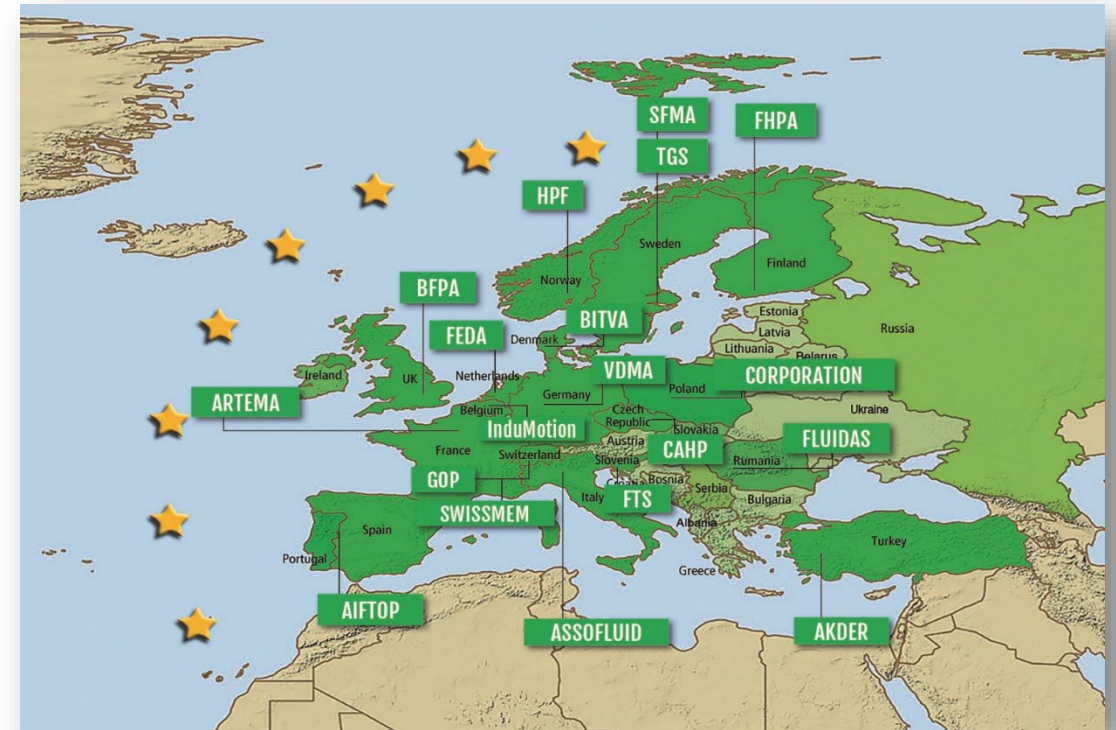 SFMA
FHPA
TGS
HPF
Sweden
Finland
Norway
BFPA
Estonia
BITVA
Latvia
Russia
FEDA
Denmark
Lithuania
Belarus
Ireland
UK
Netherlands
VDMA
CORPORATION
Germany
Poland
ARTEMA
Belgium
Czech
Republic
Ukraine
InduMotion
Slovakia
FLUIDAS
France
Austria
CAHP
Switzerland
Slovenia
Rumania
GOP
Croatia
Bosnia
Serbia
Italy
FTS
Bulgaria
SWISSMEM
Albania
Spain
Turkey
Portugal
Greece
AIFTOP
ASSOFLUID
AKDER